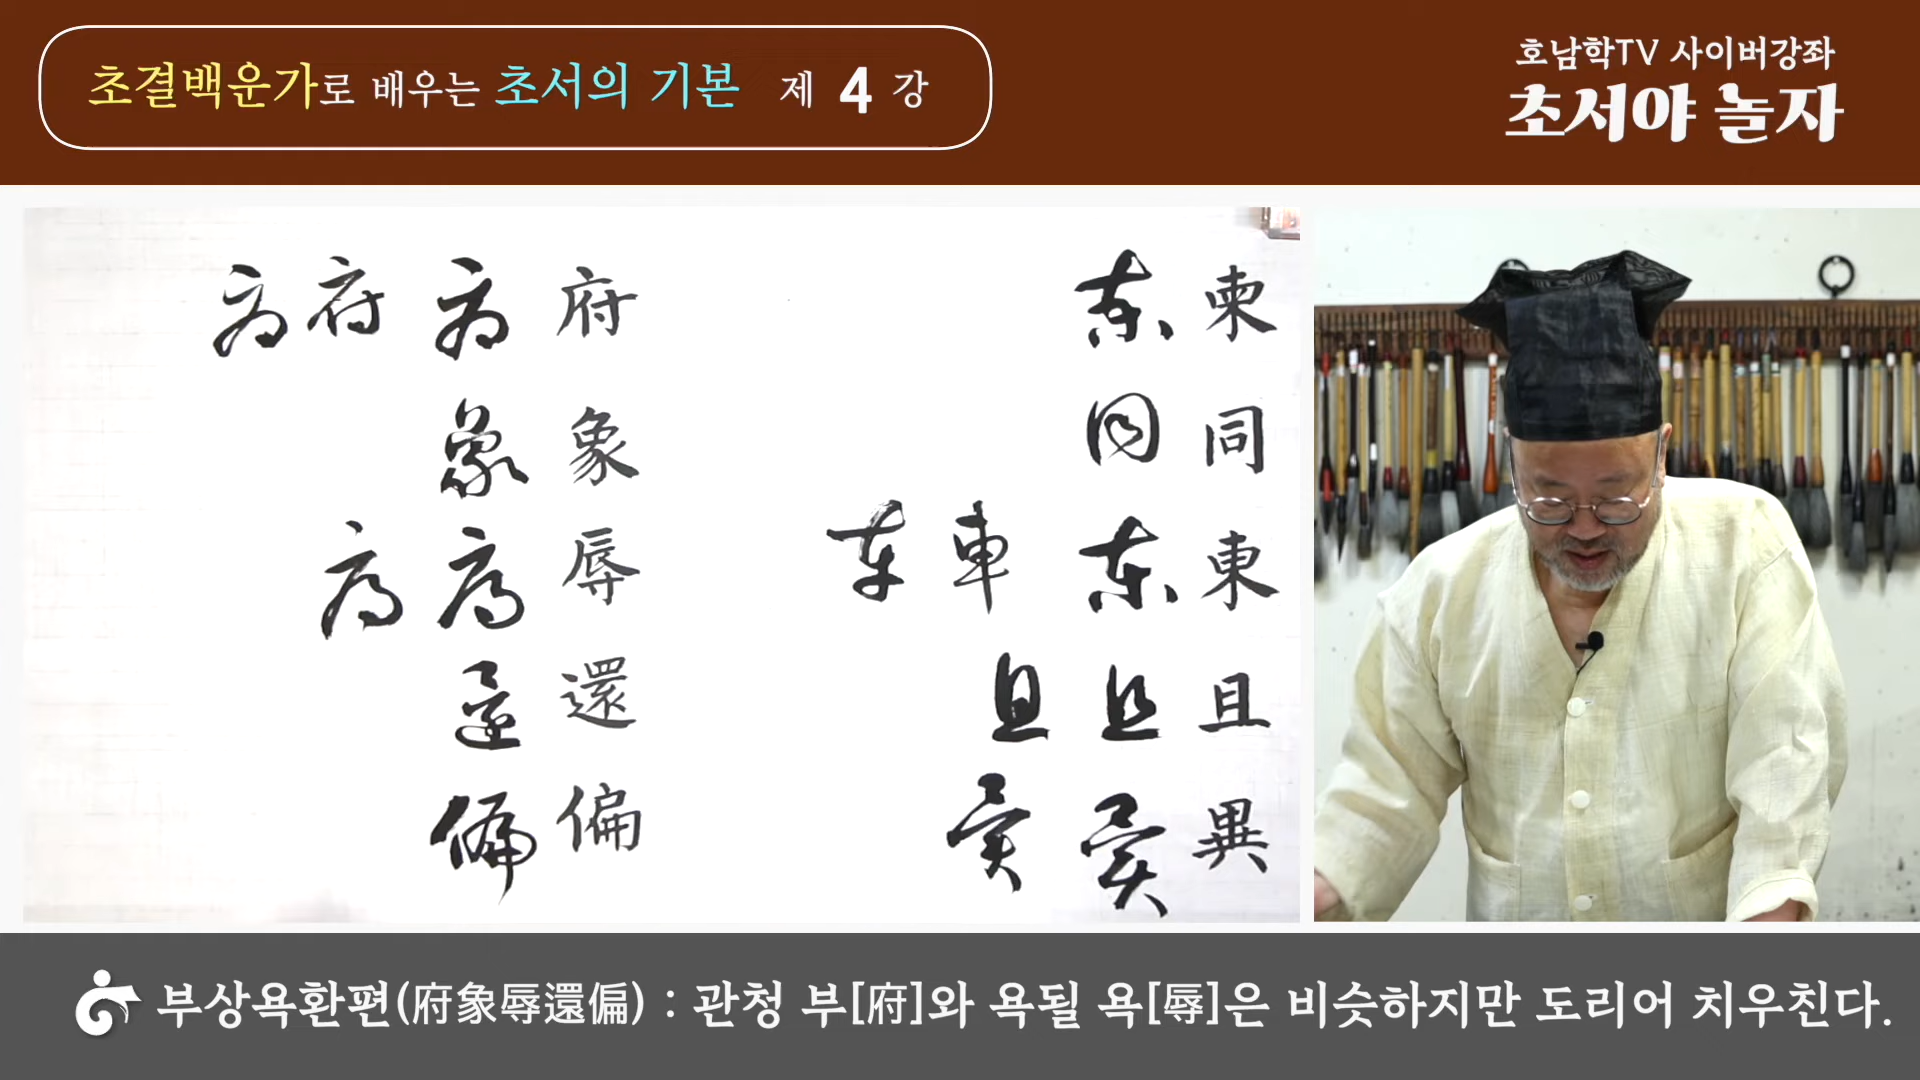 초결백운가로 배우는 초서의 기본 제 4 강
호남학TV 사이버강좌
초서야 놀자
柬 同 東 且 異
車
府 象 辱 還 偏
府
부상욕환편(府象辱還偏) : 관청 부[府]와 욕될 욕[辱]은 비슷하지만 도리어 치우친다.